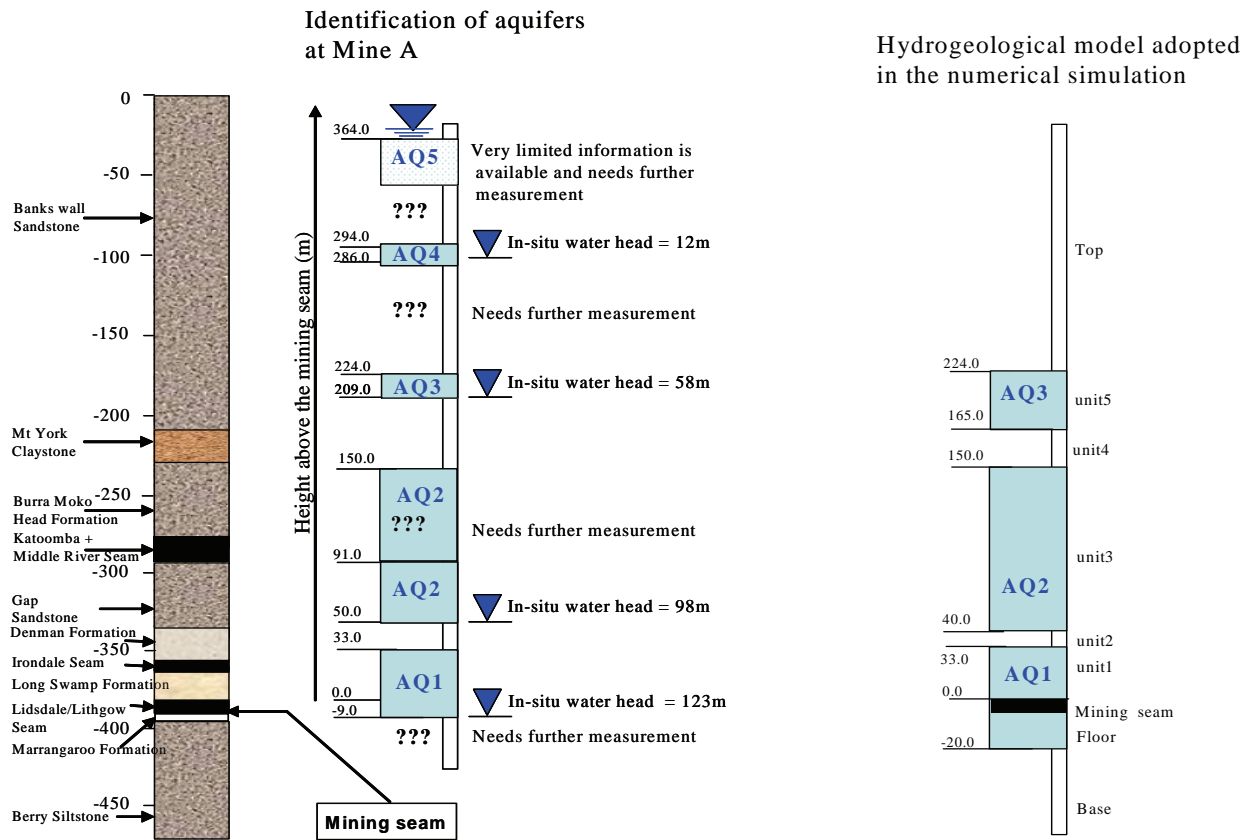 Identification of aquifers
at Mine A
Hydrogeological model adopted
in the numerical simulation
0
-50
-100
-150
-200
-250
-300
-350
-400
-450
Banks wall
Sandstone
Mt York
Claystone
Burra Moko
Head Formation
Katoomba +
Middle River Seam
Gap
Sandstone
Denman Formation
Irondale Seam
Long Swamp Formation
Lidsdale/Lithgow
Seam
Marrangaroo Formation
Berry Siltstone
Height above the mining seam (m)
364.0
AQ5
Very limited information is
available and needs further
measurement
???
294.0
286.0
AQ4
In-situ water head = 12m
???
Needs further measurement
224.0
209.0
AQ3
In-situ water head = 58m
150.0
AQ2
???
Needs further measurement
91.0
AQ2
50.0
In-situ water head = 98m
33.0
AQ1
0.0
-9.0
In-situ water head = 123m
???
Needs further measurement
Mining seam
Top
224.0
AQ3
unit5
165.0
unit4
150.0
unit3
AQ2
40.0
unit2
33.0
AQ1
unit1
0.0
Mining seam
Floor
-20.0
Base